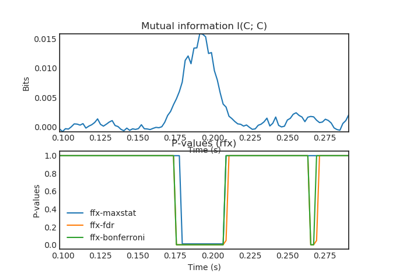 Mutual information I(C; C)
0.015
0.010
0.005
0.000
Bits
0.100 0.125 0.150 0.175 0.200 0.225 0.250 0.275
Time (s)
P-values (rfx)
1.0
0.8
0.6
0.4
0.2
0.0
P-values
ffx-maxstat
ffx-fdr
ffx-bonferroni
0.100 0.125 0.150 0.175 0.200 0.225 0.250 0.275
Time (s)